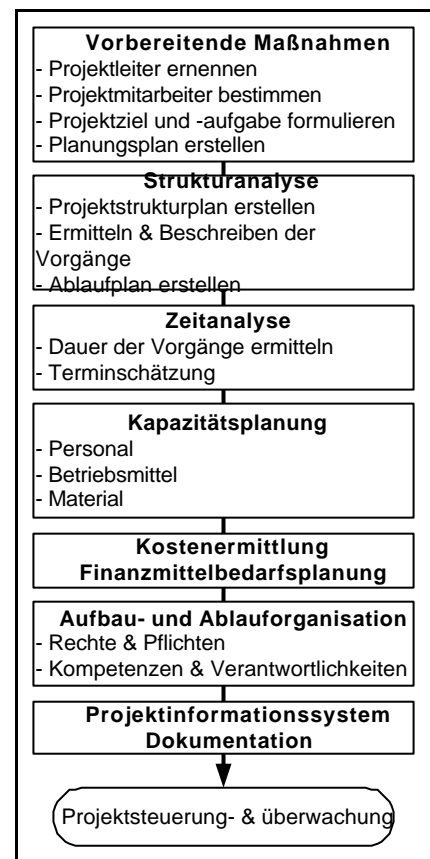 Vorbereitende Maßnahmen
- Projektleiter ernennen
- Projektmitarbeiter bestimmen
- Projektziel und -aufgabe formulieren
- Planungsplan erstellen
Strukturanalyse
- Projektstrukturplan erstellen
- Ermitteln & Beschreiben der
Vorgänge
- Ablaufplan erstellen
Zeitanalyse
- Dauer der Vorgänge ermitteln
- Terminschätzung
Kapazitätsplanung
- Personal
- Betriebsmittel
- Material
Kostenermittlung
Finanzmittelbedarfsplanung
Aufbau- und Ablauforganisation
- Rechte & Pflichten
- Kompetenzen & Verantwortlichkeiten
Projektinformationssystem
Dokumentation
Projektsteuerung- & überwachung